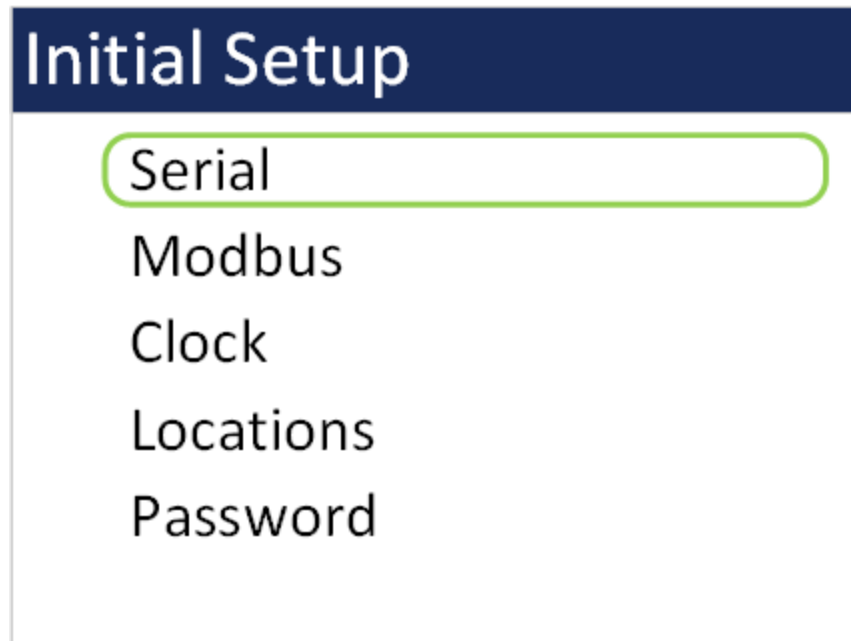 Initial Setup
Serial
Modbus
Clock
Locations
Password